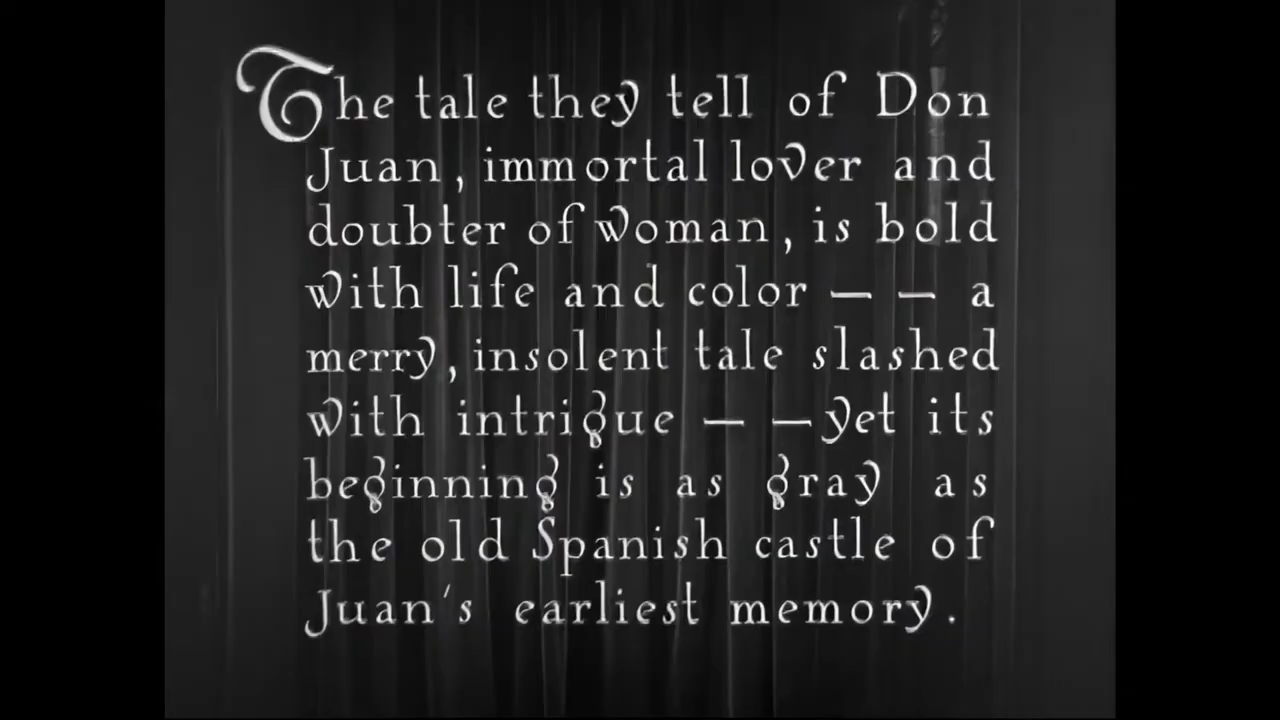 The tale they tell of Don
Juan, immortal lover and
doubter of woman, is bold
with life and color — — a
merry, insolent tale slashed
with intrigue — — yet its
beginning is as gray as
the old Spanish castle of
Juan's earliest memory.